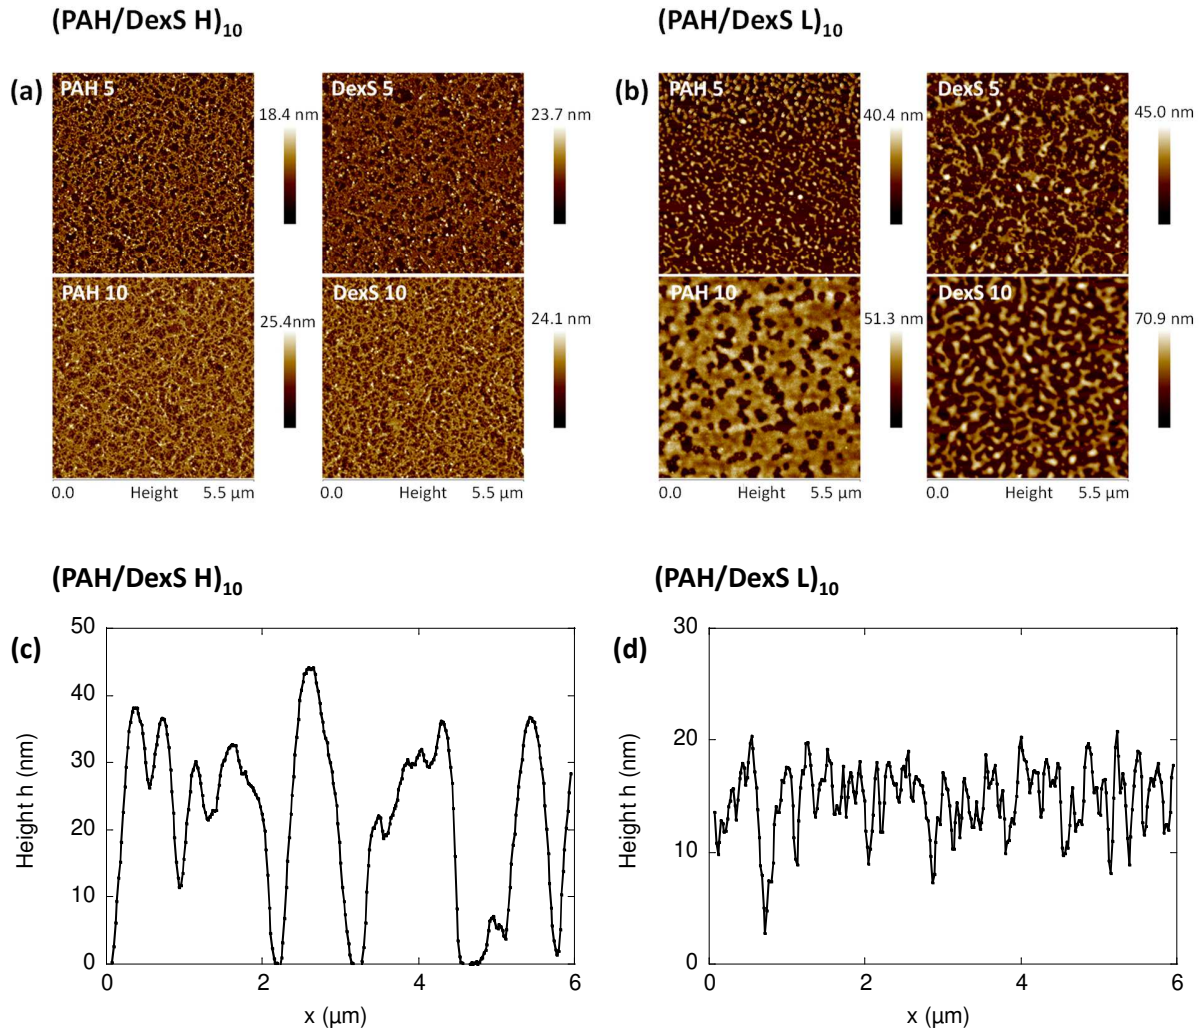 (PAH/DexS H)10
(PAH/DexS L)10
(a)
PAH 5
18.4 nm
DexS 5
23.7 nm
PAH 10
25.4nm
DexS 10
24.1 nm
0.0 Height 5.5 µm
0.0 Height 5.5 µm
(b)
PAH 5
40.4 nm
DexS 5
45.0 nm
PAH 10
51.3 nm
DexS 10
70.9 nm
0.0 Height 5.5 µm
0.0 Height 5.5 µm
(PAH/DexS H)10
(PAH/DexS L)10
(c)
50
40
30
20
10
0
Height h (nm)
0 2 4 6
x (µm)
(d)
30
20
10
0
Height h (nm)
0 2 4 6
x (µm)